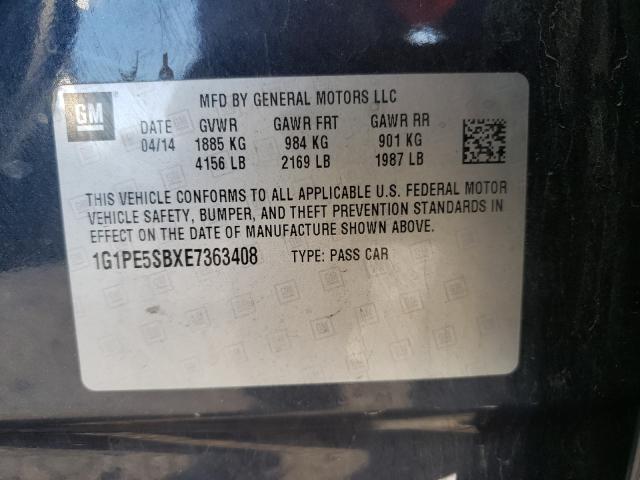 GM
MFD BY GENERAL MOTORS LLC
DATE GVWR GAWR FRT GAWR RR
04/14 1885 KG 984 KG 901 KG
4156 LB 2169 LB 1987 LB
THIS VEHICLE CONFORMS TO ALL APPLICABLE U.S. FEDERAL MOTOR
VEHICLE SAFETY, BUMPER, AND THEFT PREVENTION STANDARDS IN
EFFECT ON THE DATE OF MANUFACTURE SHOWN ABOVE.
1G1PE5SBXE7363408 TYPE: PASS CAR